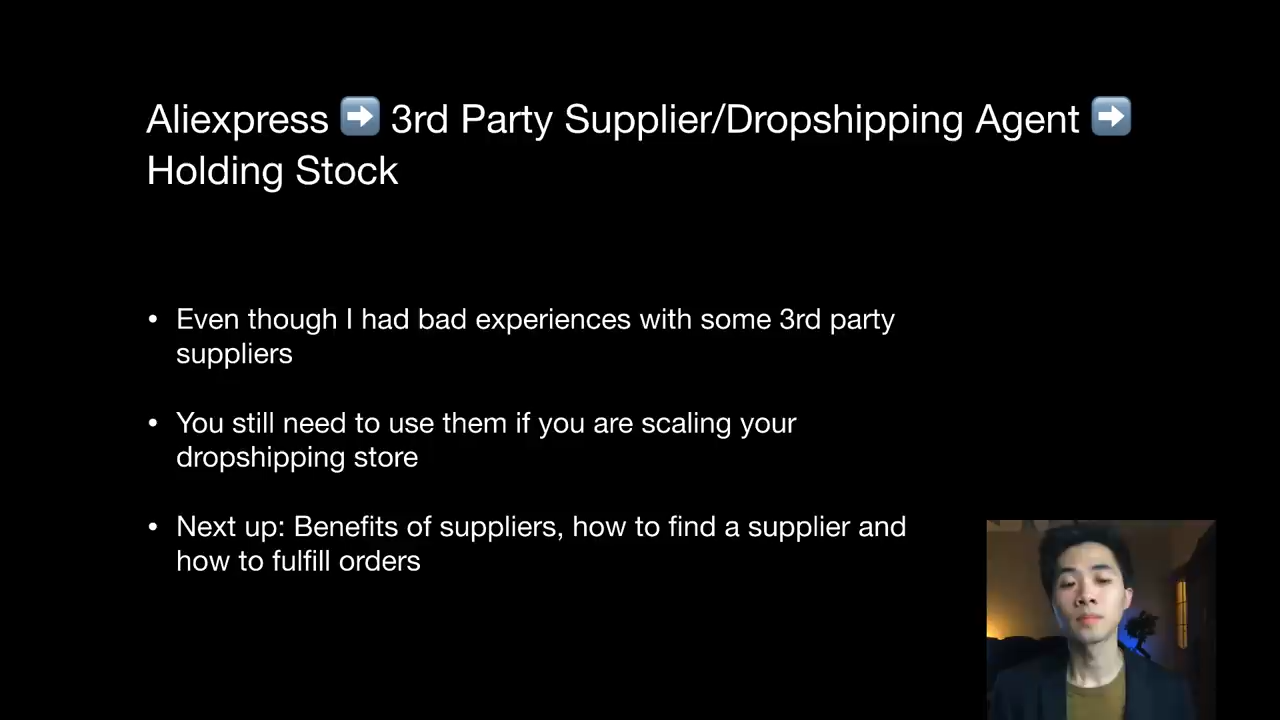 Aliexpress ➡️ 3rd Party Supplier/Dropshipping Agent ➡️
Holding Stock
• Even though I had bad experiences with some 3rd party
suppliers
• You still need to use them if you are scaling your
dropshipping store
• Next up: Benefits of suppliers, how to find a supplier and
how to fulfill orders